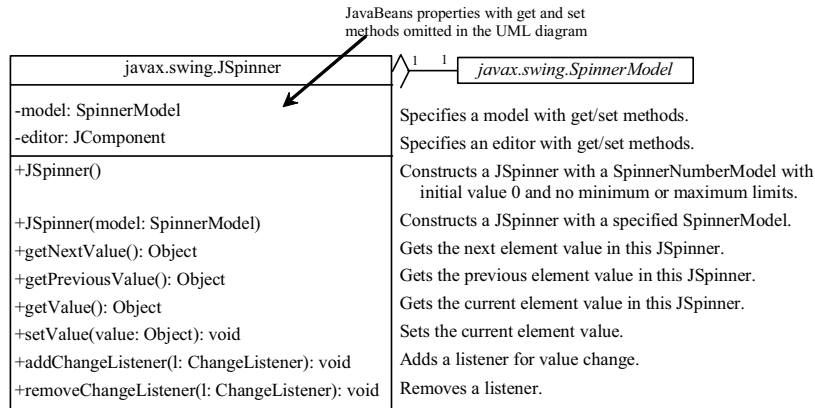 JavaBeans properties with get and set
methods omitted in the UML diagram
javax.swing.JSpinner
1 1
javax.swing.SpinnerModel
-model: SpinnerModel
Specifies a model with get/set methods.
-editor: JComponent
Specifies an editor with get/set methods.
+JSpinner()
Constructs a JSpinner with a SpinnerNumberModel with
initial value 0 and no minimum or maximum limits.
+JSpinner(model: SpinnerModel)
Constructs a JSpinner with a specified SpinnerModel.
+getNextValue(): Object
Gets the next element value in this JSpinner.
+getPreviousValue(): Object
Gets the previous element value in this JSpinner.
+getValue(): Object
Gets the current element value in this JSpinner.
+setValue(value: Object): void
Sets the current element value.
+addChangeListener(l: ChangeListener): void
Adds a listener for value change.
+removeChangeListener(l: ChangeListener): void
Removes a listener.